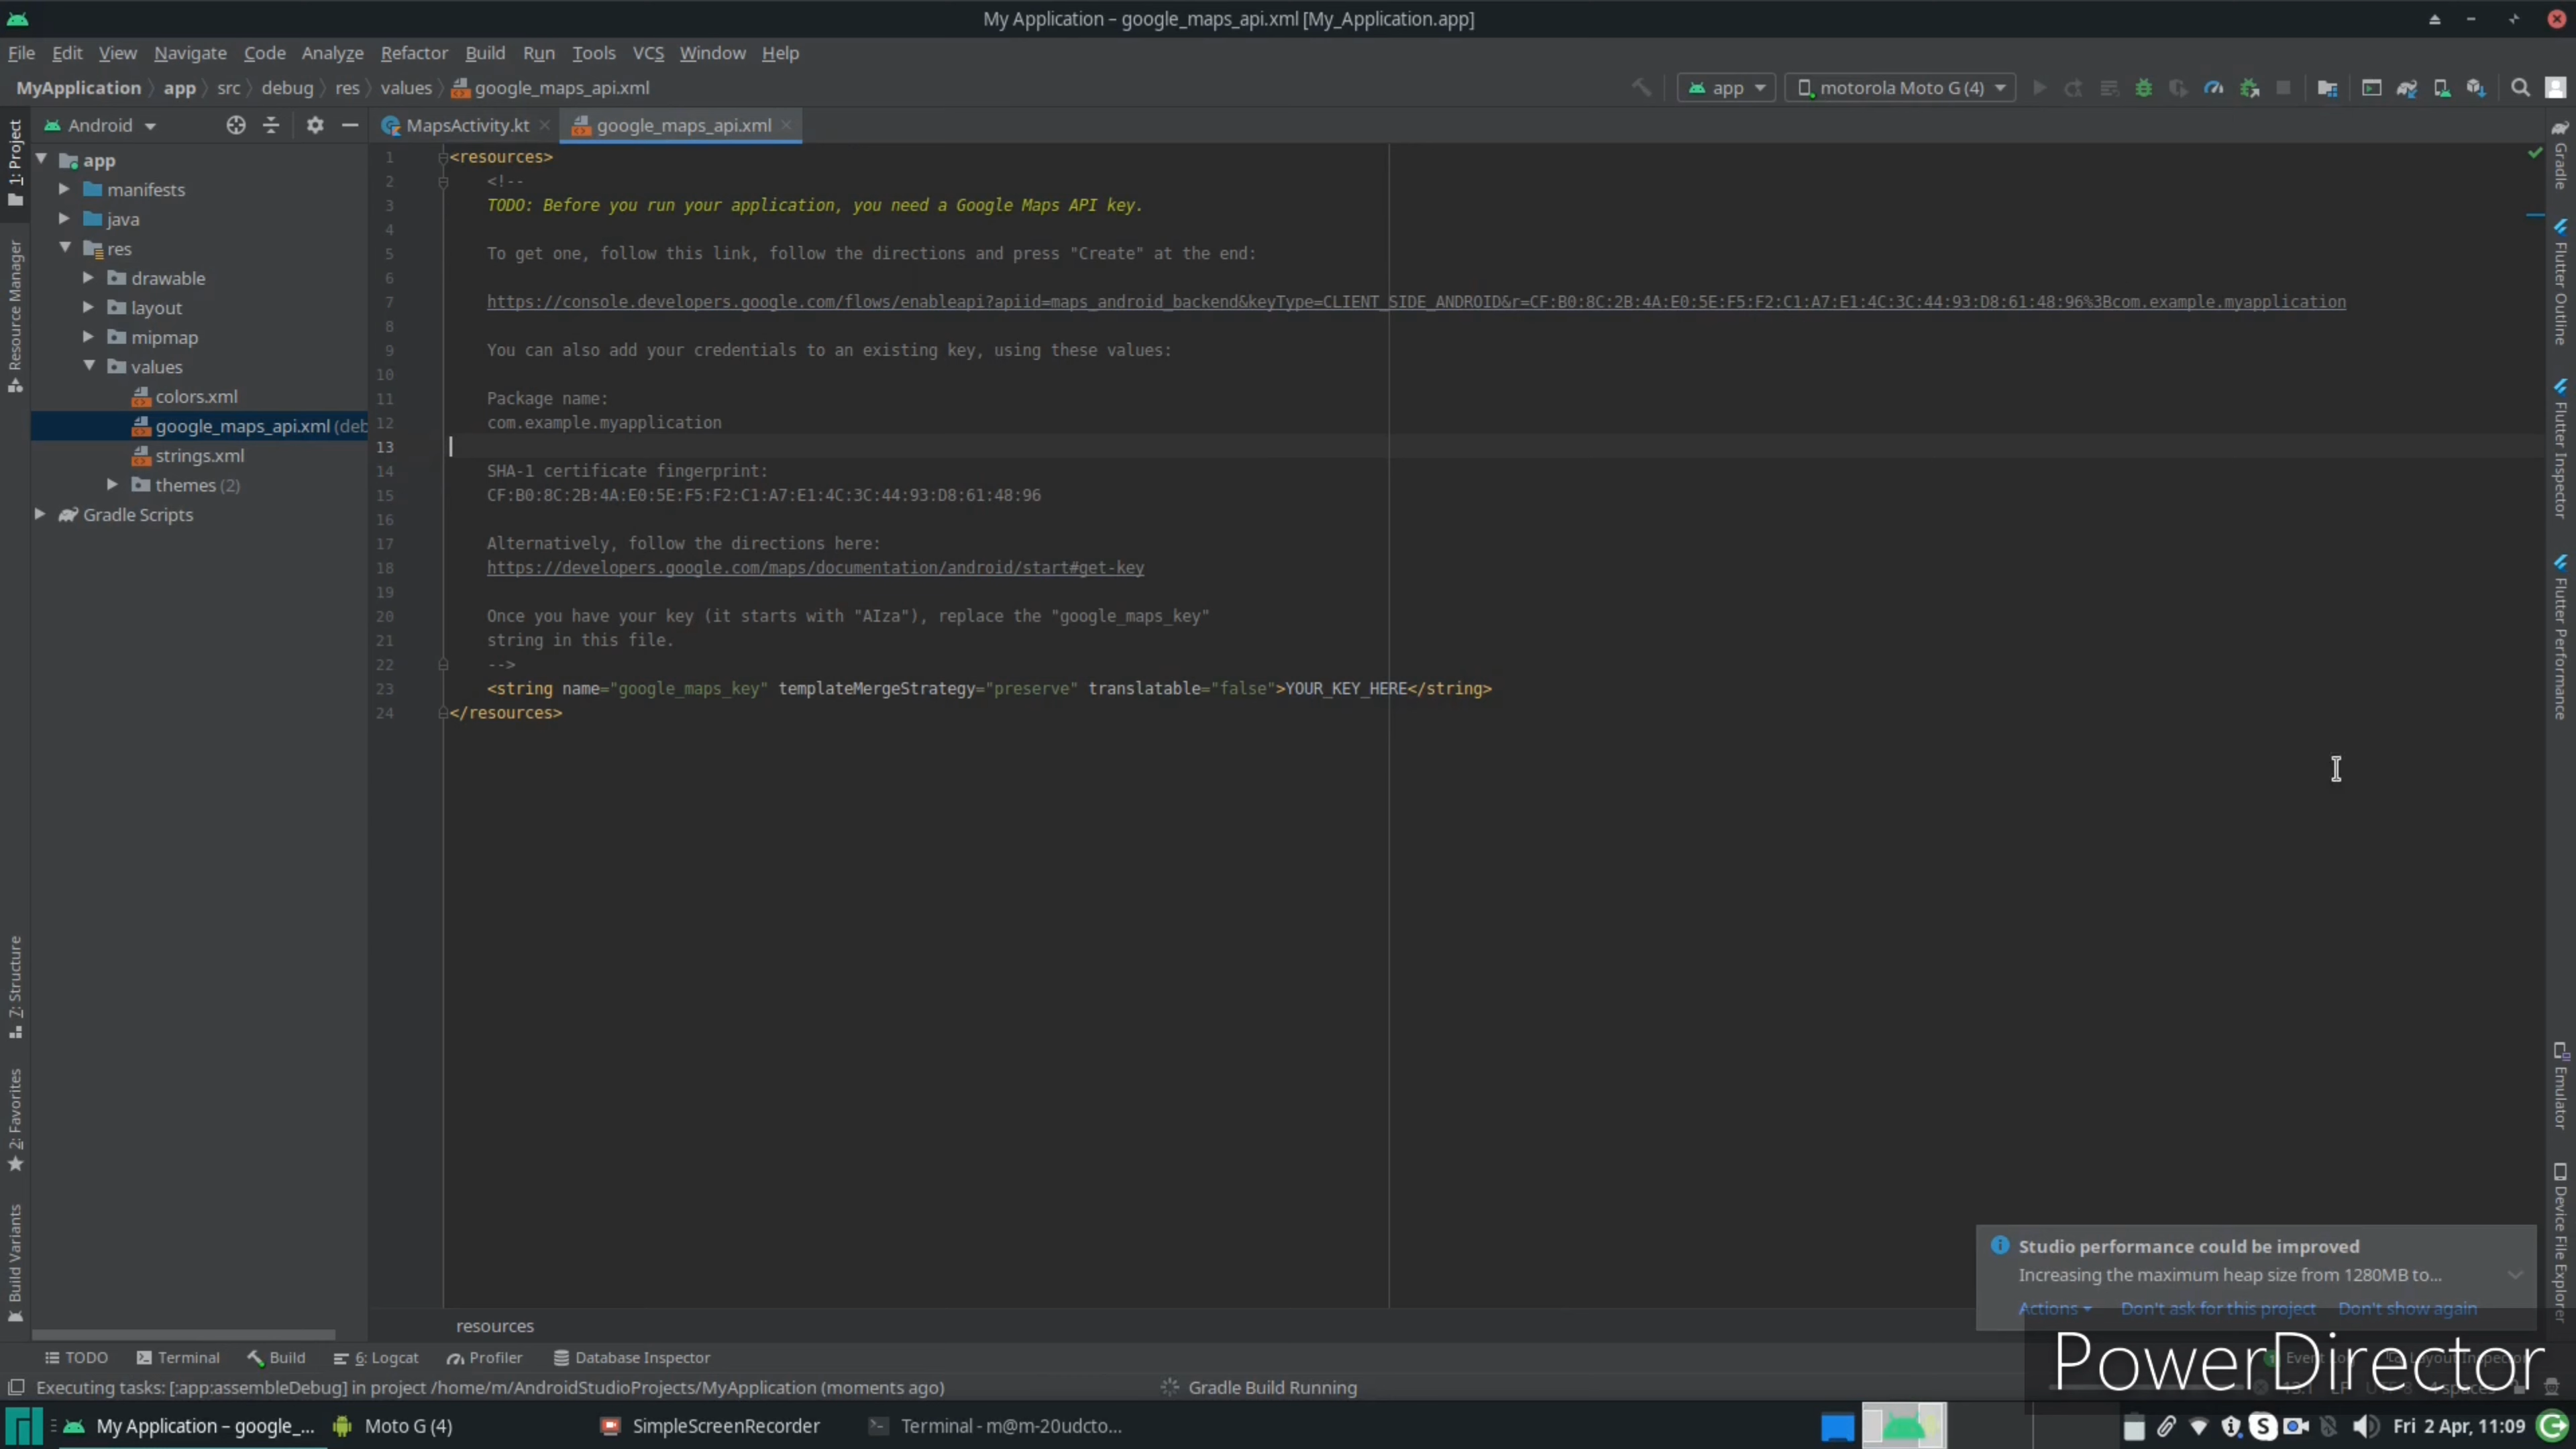 My Application – google_maps_api.xml [My_Application.app]
File Edit View Navigate Code Analyze Refactor Build Run Tools VCS Window Help
MyApplication app src debug res values google_maps_api.xml
app motorola Moto G (4)
1: Project
Resource Manager
7: Structure
2: Favorites
Build Variants
Android
app
manifests
java
res
drawable
layout
mipmap
values
colors.xml
google_maps_api.xml (deb
strings.xml
themes (2)
Gradle Scripts
MapsActivity.kt google_maps_api.xml
1 <resources>
2 <!--
3 TODO: Before you run your application, you need a Google Maps API key.
4
5 To get one, follow this link, follow the directions and press "Create" at the end:
6
7 https://console.developers.google.com/flows/enableapi?apiid=maps_android_backend&keyType=CLIENT_SIDE_ANDROID&r=CF:B0:8C:2B:4A:E0:5E:F5:F2:C1:A7:E1:4C:3C:44:93:D8:61:48:96%3Bcom.example.myapplication
8
9 You can also add your credentials to an existing key, using these values:
10
11 Package name:
12 com.example.myapplication
13
14 SHA-1 certificate fingerprint:
15 CF:B0:8C:2B:4A:E0:5E:F5:F2:C1:A7:E1:4C:3C:44:93:D8:61:48:96
16
17 Alternatively, follow the directions here:
18 https://developers.google.com/maps/documentation/android/start#get-key
19
20 Once you have your key (it starts with "AIza"), replace the "google_maps_key"
21 string in this file.
22 -->
23 <string name="google_maps_key" templateMergeStrategy="preserve" translatable="false">YOUR_KEY_HERE</string>
24 </resources>
Gradle
Flutter Outline
Flutter Inspector
Flutter Performance
Emulator
Device File Explorer
Studio performance could be improved
Increasing the maximum heap size from 1280MB to...
Actions Don't ask for this project Don't show again
resources
TODO Terminal Build 6: Logcat Profiler Database Inspector
PowerDirector
Executing tasks: [:app:assembleDebug] in project /home/m/AndroidStudioProjects/MyApplication (moments ago) Gradle Build Running
My Application – google_... Moto G (4) SimpleScreenRecorder Terminal - m@m-20udcto... Fri 2 Apr, 11:09